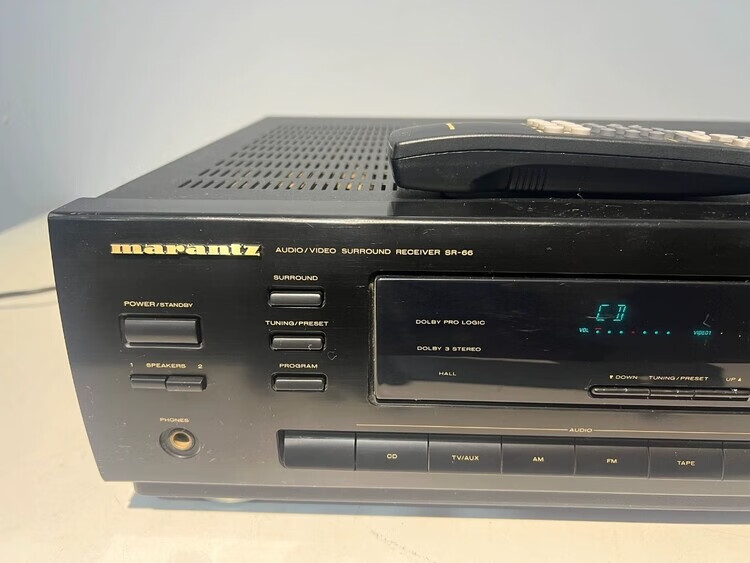 marantz AUDIO/VIDEO SURROUND RECEIVER SR-66
SURROUND
POWER/STANDBY
TUNING/PRESET
PROGRAM
1 SPEAKERS 2
PHONES
DOLBY PRO LOGIC
DOLBY 3 STEREO
HALL
CD
VOL
▼ DOWN TUNING/PRESET UP ▲
AUDIO
CD TV/AUX AM FM TAPE